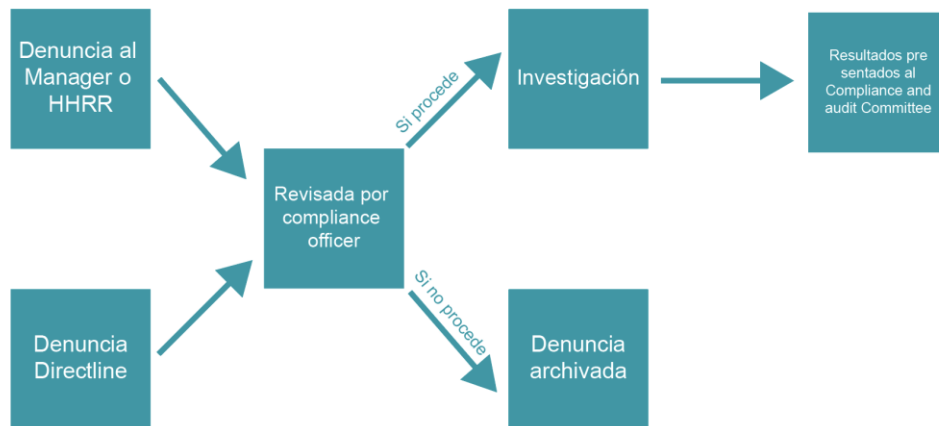 Denuncia al
Manager o
HHRR
Si procede
Investigación
Resultados pre
sentados al
Compliance and
audit Committee
Revisada por
compliance
officer
Denuncia
Directline
Si no procede
Denuncia
archivada